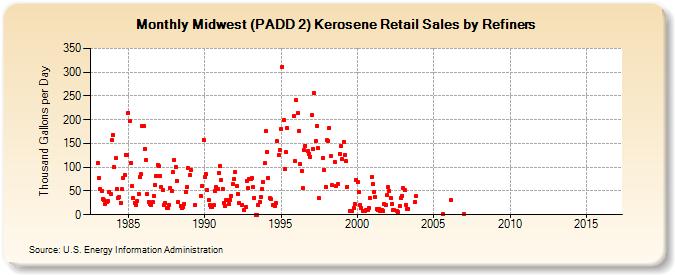 Monthly Midwest (PADD 2) Kerosene Retail Sales by Refiners
Thousand Gallons per Day
350
300
250
200
150
100
50
0
1985 1990 1995 2000 2005 2010 2015
Source: U.S. Energy Information Administration